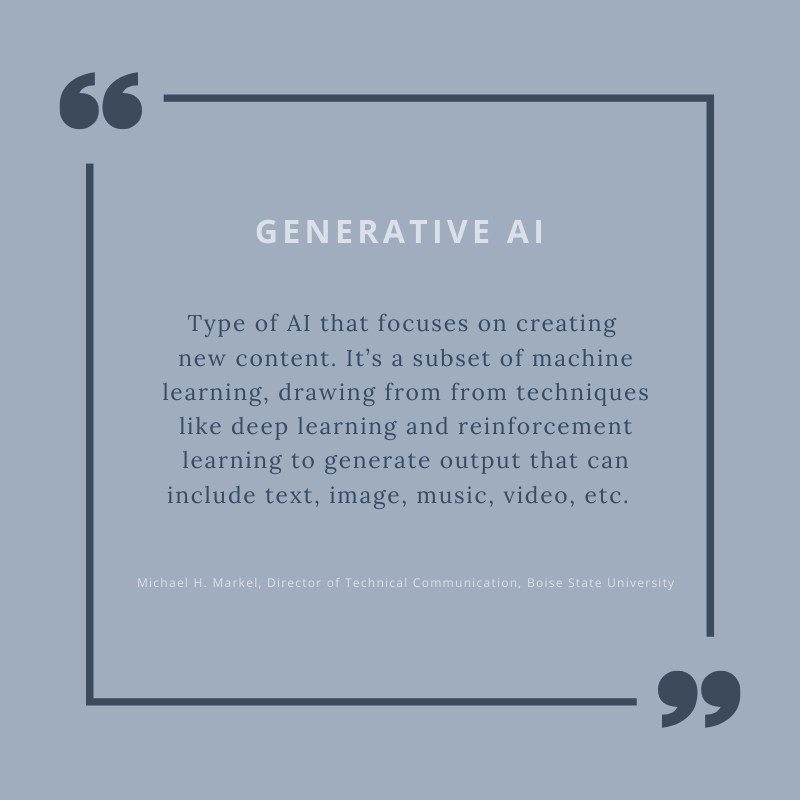 GENERATIVE AI
Type of AI that focuses on creating
new content. It’s a subset of machine
learning, drawing from from techniques
like deep learning and reinforcement
learning to generate output that can
include text, image, music, video, etc.
Michael H. Markel, Director of Technical Communication, Boise State University